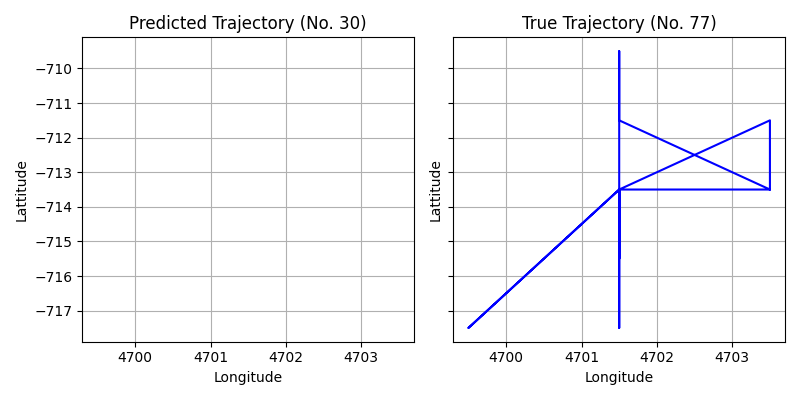 Predicted Trajectory (No. 30)
−710
−711
−712
−713
−714
−715
−716
−717
Lattitude
4700 4701 4702 4703
Longitude
True Trajectory (No. 77)
Lattitude
4700 4701 4702 4703
Longitude